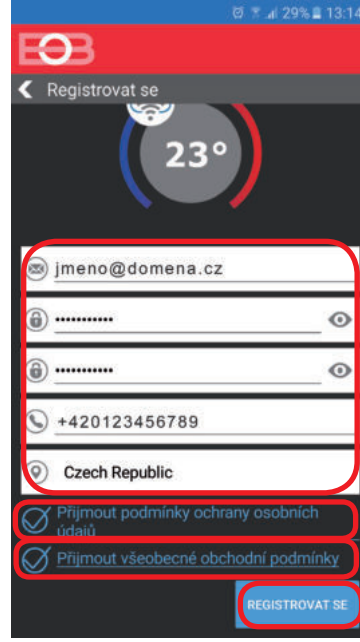 29% 13:14
EOB
Registrovat se
23°
jmeno@domena.cz
•••••••••••
•••••••••••
+420123456789
Czech Republic
Přijmout podmínky ochrany osobních
údajů
Přijmout všeobecné obchodní podmínky
REGISTROVAT SE